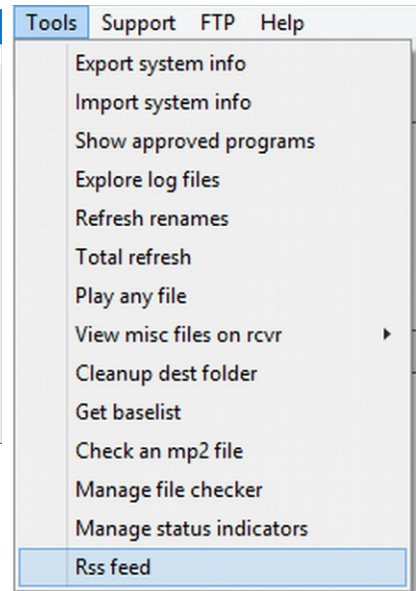 Tools Support FTP Help
Export system info
Import system info
Show approved programs
Explore log files
Refresh renames
Total refresh
Play any file
View misc files on rcvr
Cleanup dest folder
Get baselist
Check an mp2 file
Manage file checker
Manage status indicators
Rss feed